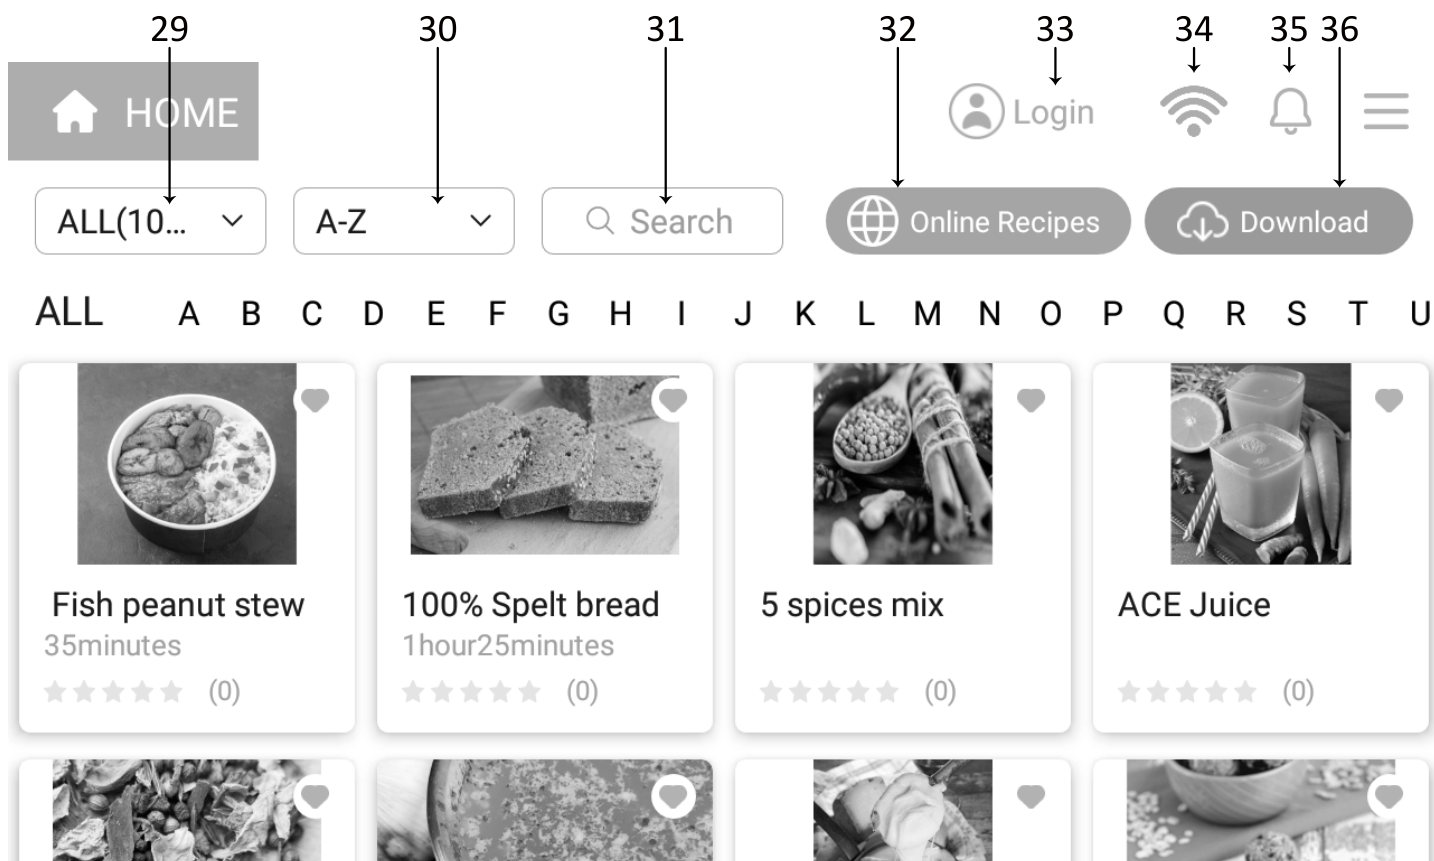 29 30 31 32 33 34 35 36
HOME Login
ALL(10... A-Z Search Online Recipes Download
ALL A B C D E F G H I J K L M N O P Q R S T U
Fish peanut stew 100% Spelt bread 5 spices mix ACE Juice
35minutes 1hour25minutes
(0) (0) (0) (0)